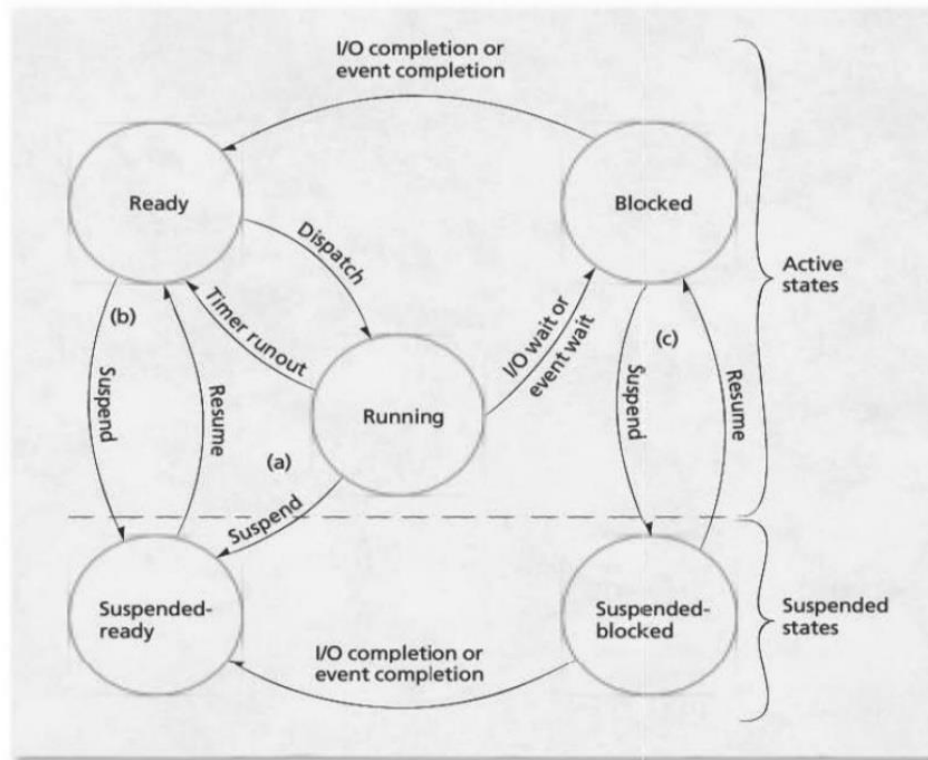 I/O completion or
event completion
Ready
Blocked
Dispatch
Active
states
Timer runout
I/O wait or
event wait
(b)
(c)
Suspend
Resume
Running
Suspend
Resume
(a)
Suspend
Suspended-
ready
Suspended-
blocked
Suspended
states
I/O completion or
event completion